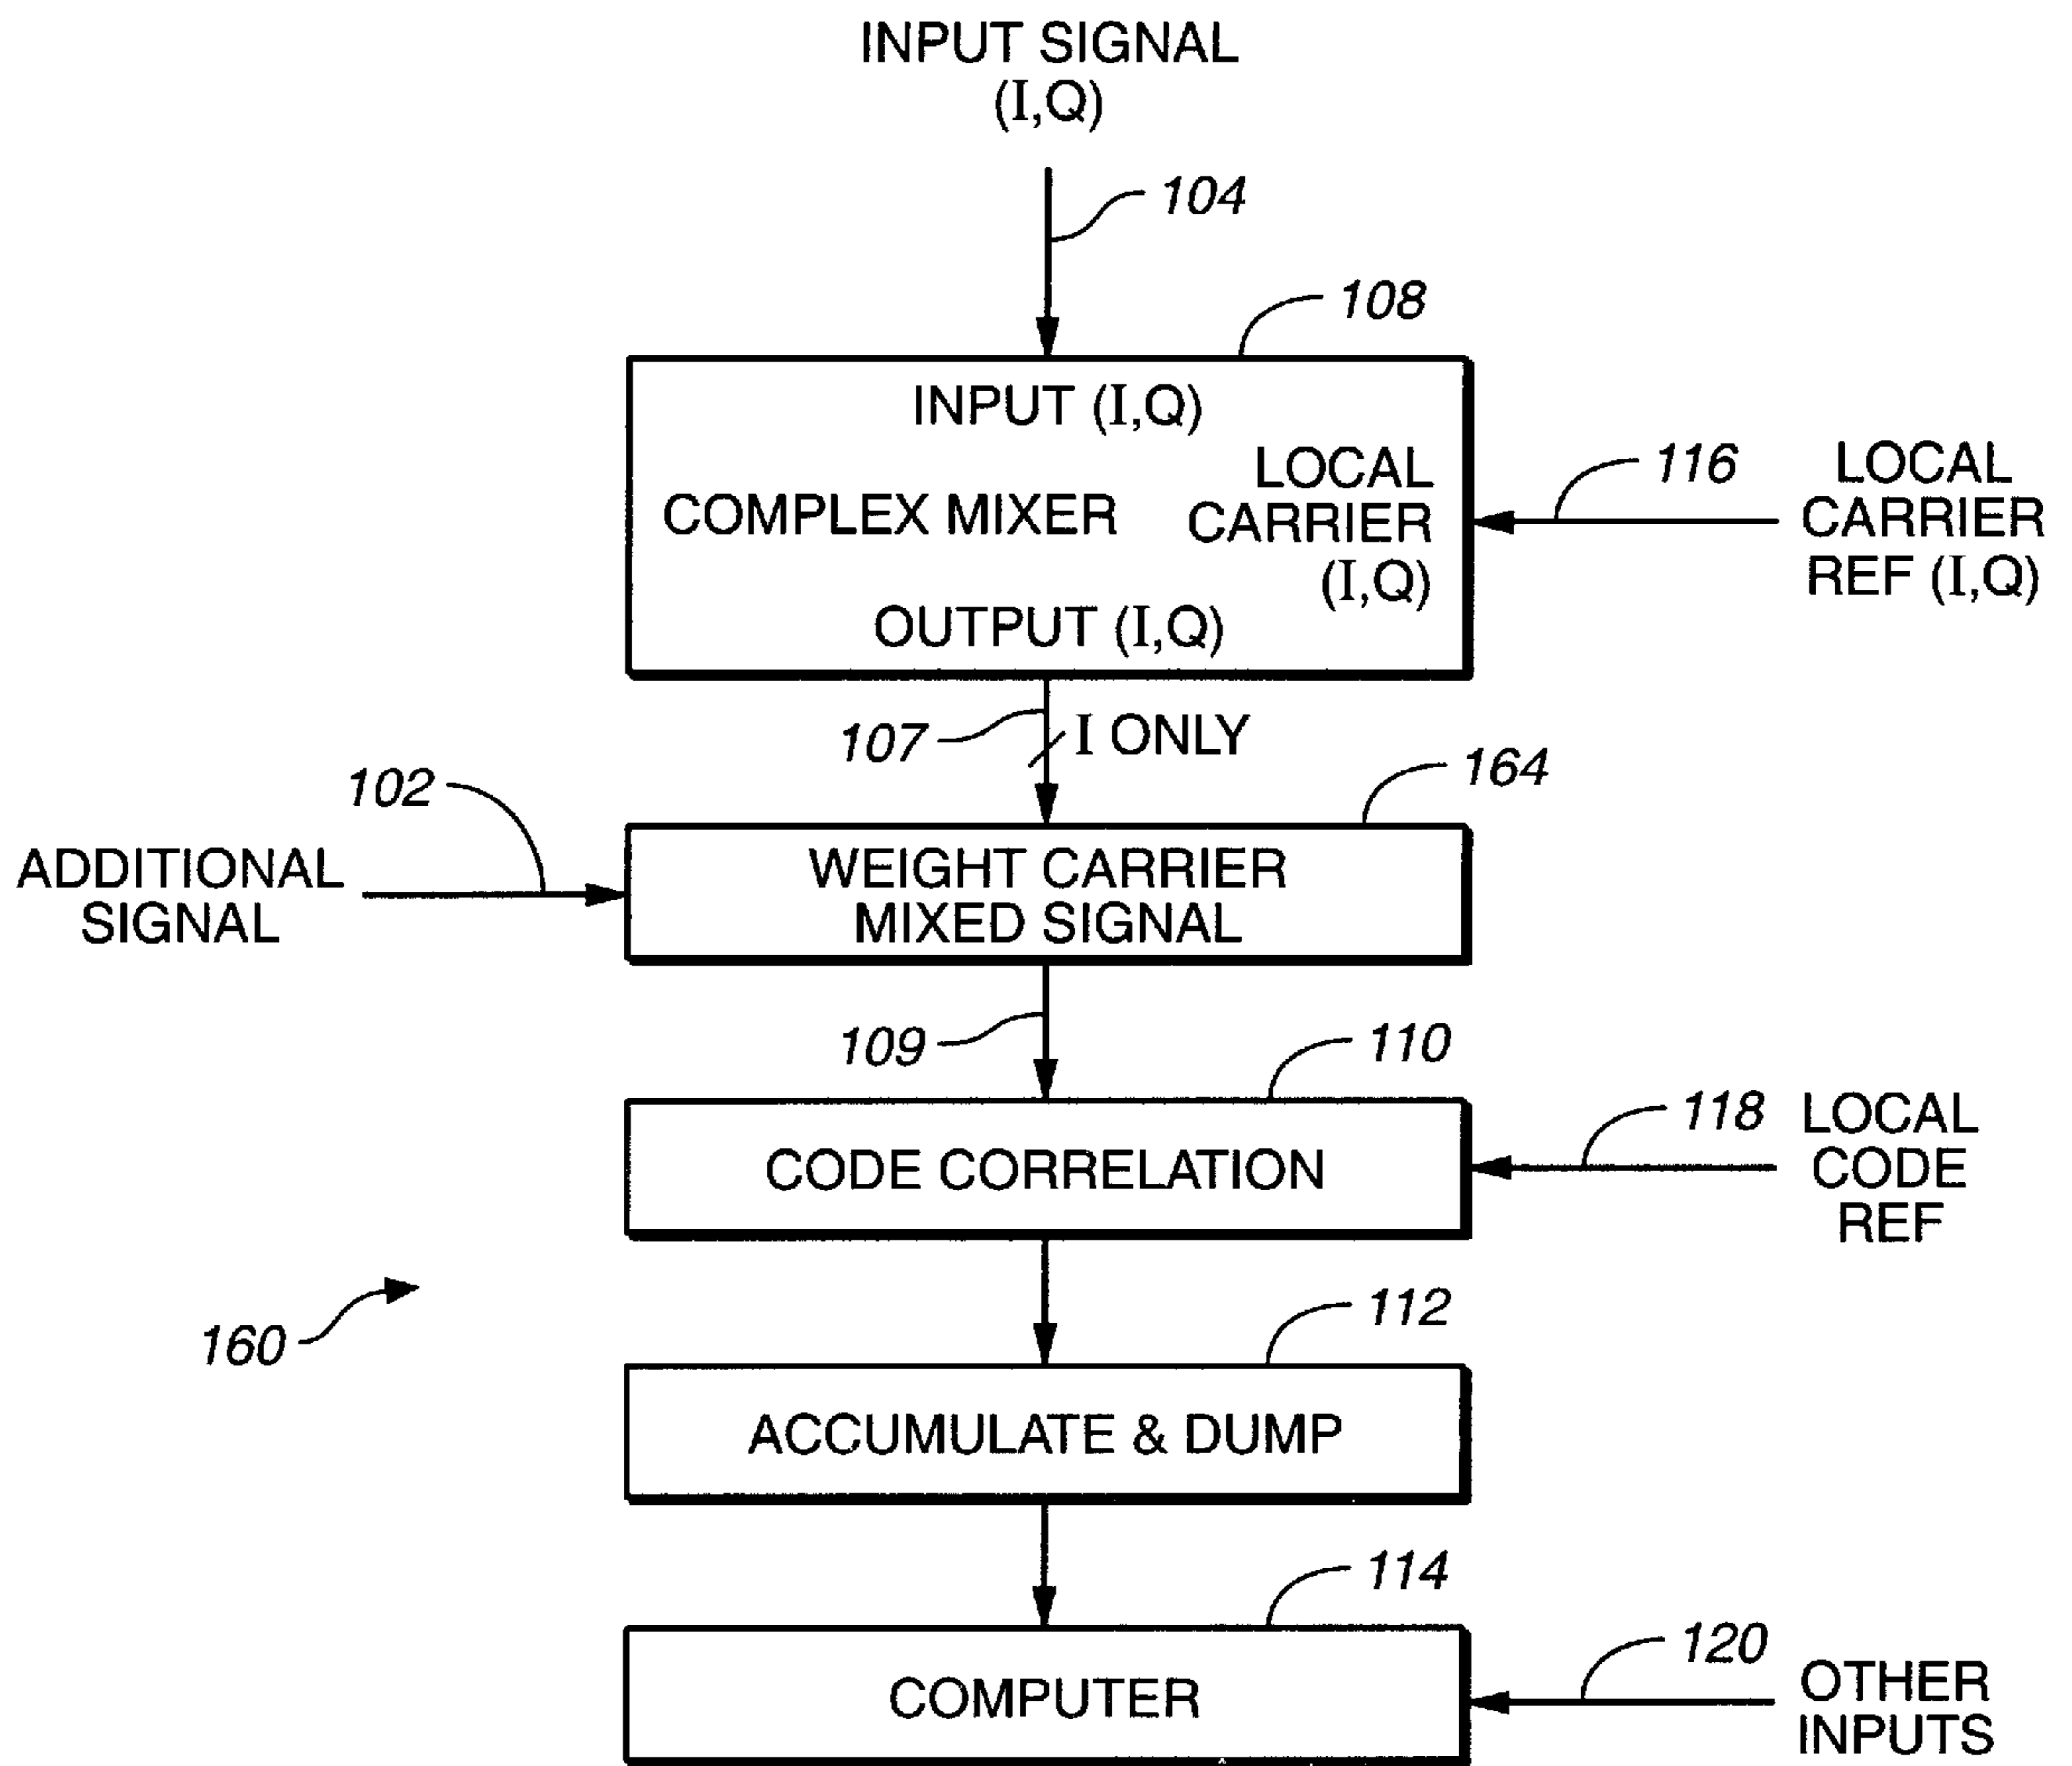 INPUT SIGNAL
(I,Q)
104
108
INPUT (I,Q)
COMPLEX MIXER
LOCAL
CARRIER
(I,Q)
OUTPUT (I,Q)
116
LOCAL
CARRIER
REF (I,Q)
107
I ONLY
102
164
ADDITIONAL
SIGNAL
WEIGHT CARRIER
MIXED SIGNAL
109
110
CODE CORRELATION
118
LOCAL
CODE
REF
160
112
ACCUMULATE & DUMP
114
COMPUTER
120
OTHER
INPUTS